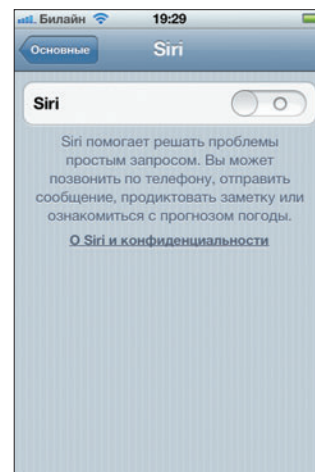 Билайн 19:29
Основные Siri
Siri
Siri помогает решать проблемы
простым запросом. Вы может
позвонить по телефону, отправить
сообщение, продиктовать заметку или
ознакомиться с прогнозом погоды.
О Siri и конфиденциальности